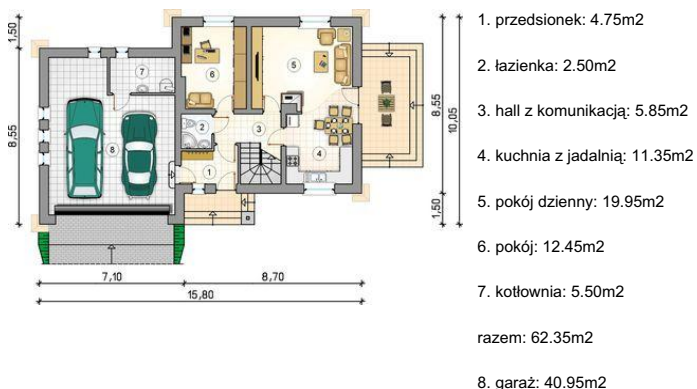 1. przedsionek: 4.75m2
2. łazienka: 2.50m2
3. hall z komunikacją: 5.85m2
4. kuchnia z jadalnią: 11.35m2
5. pokój dzienny: 19.95m2
6. pokój: 12.45m2
7. kotłownia: 5.50m2
razem: 62.35m2
8. garaż: 40.95m2
1,50
8,55
7
6
5
2
3
8
1
4
8,55
10,05
1,50
7,10
8,70
15,80